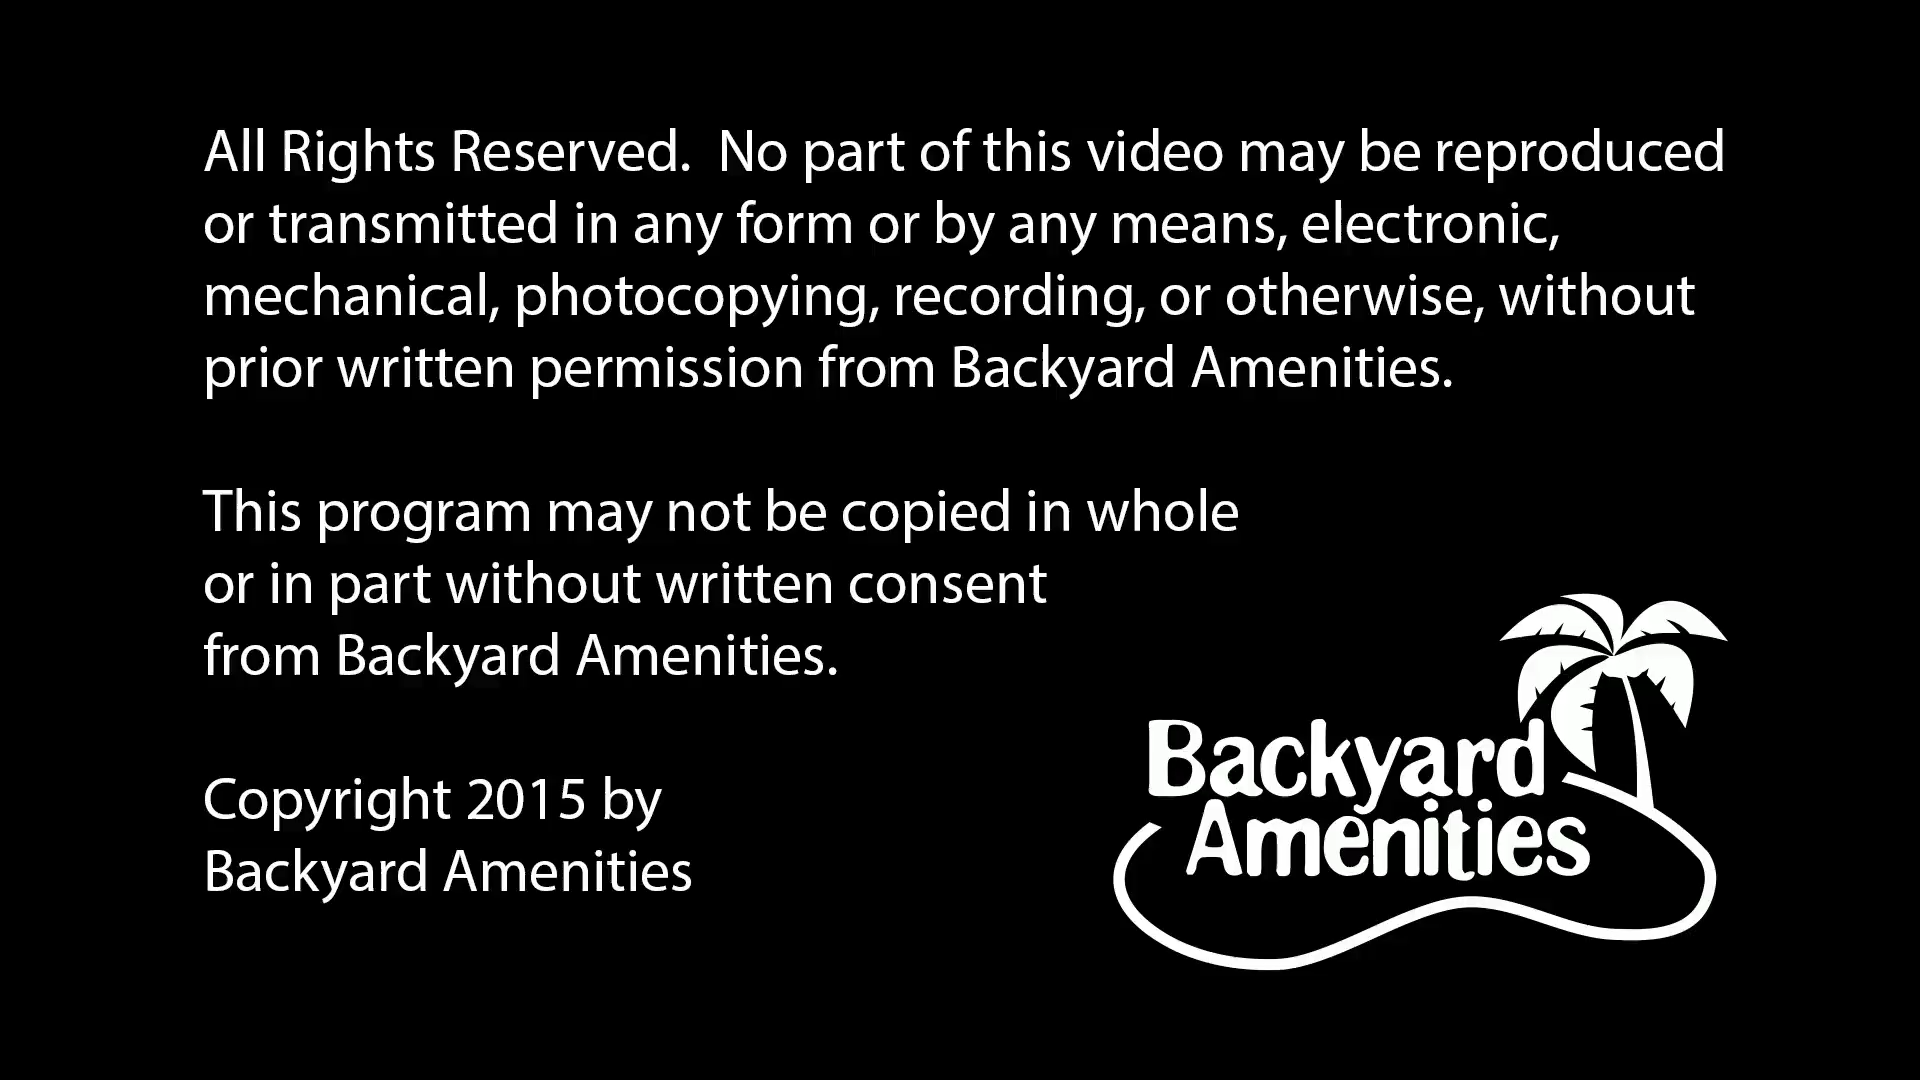 All Rights Reserved.  No part of this video may be reproduced
or transmitted in any form or by any means, electronic,
mechanical, photocopying, recording, or otherwise, without
prior written permission from Backyard Amenities.
This program may not be copied in whole
or in part without written consent
from Backyard Amenities.
Copyright 2015 by
Backyard Amenities
Backyard
Amenities